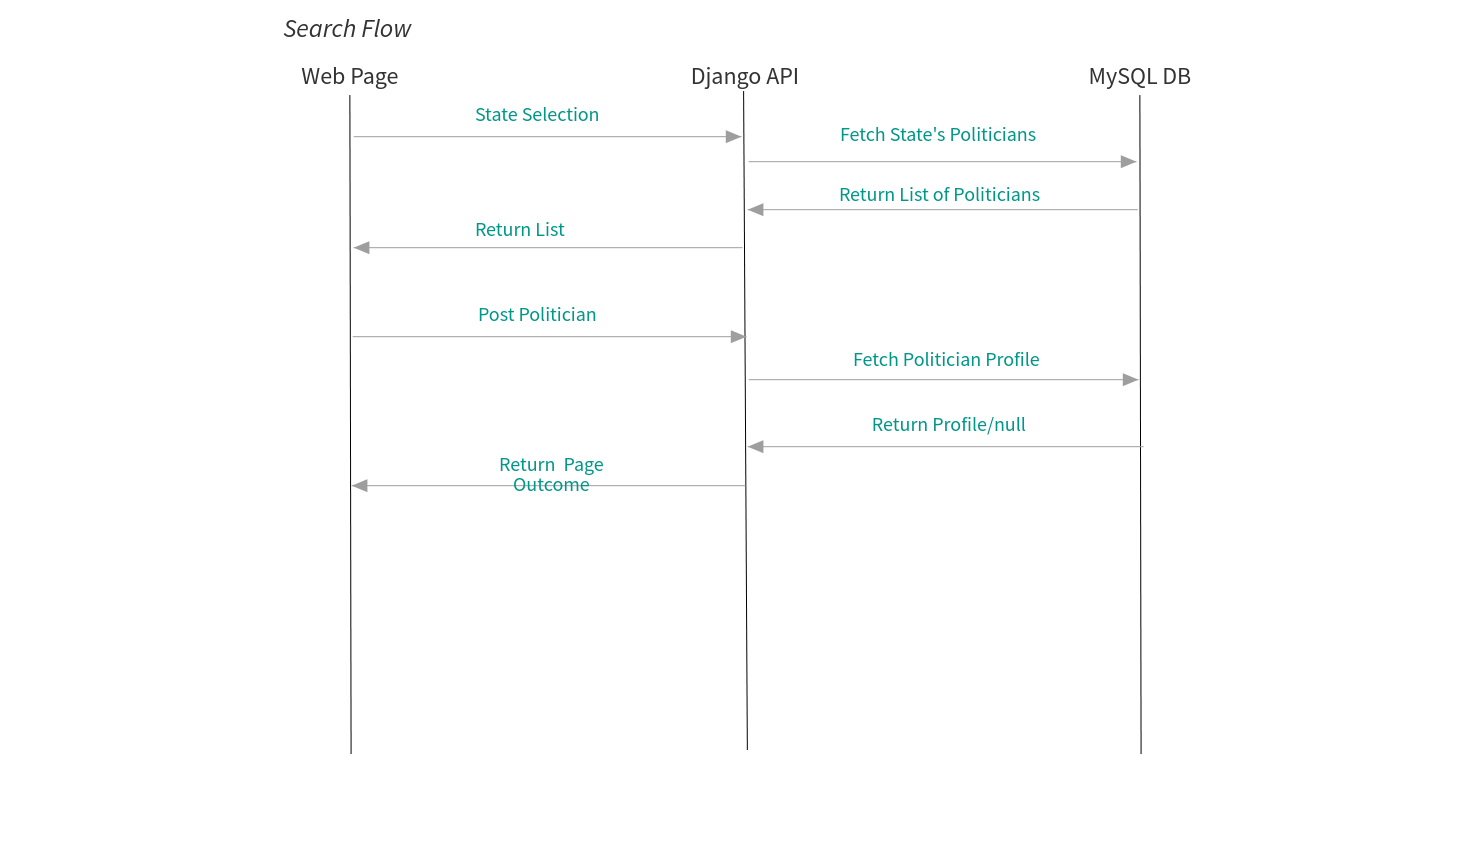 Search Flow
Web Page
Django API
MySQL DB
State Selection
Fetch State's Politicians
Return List of Politicians
Return List
Post Politician
Fetch Politician Profile
Return Profile/null
Return  Page
Outcome